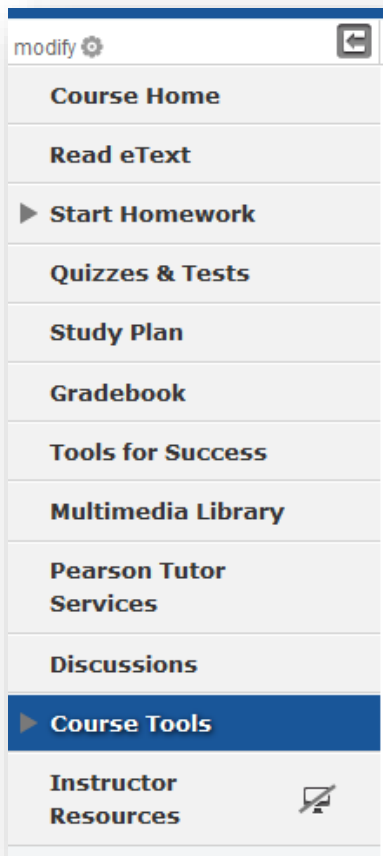 modify
Course Home
Read eText
Start Homework
Quizzes & Tests
Study Plan
Gradebook
Tools for Success
Multimedia Library
Pearson Tutor
Services
Discussions
Course Tools
Instructor
Resources